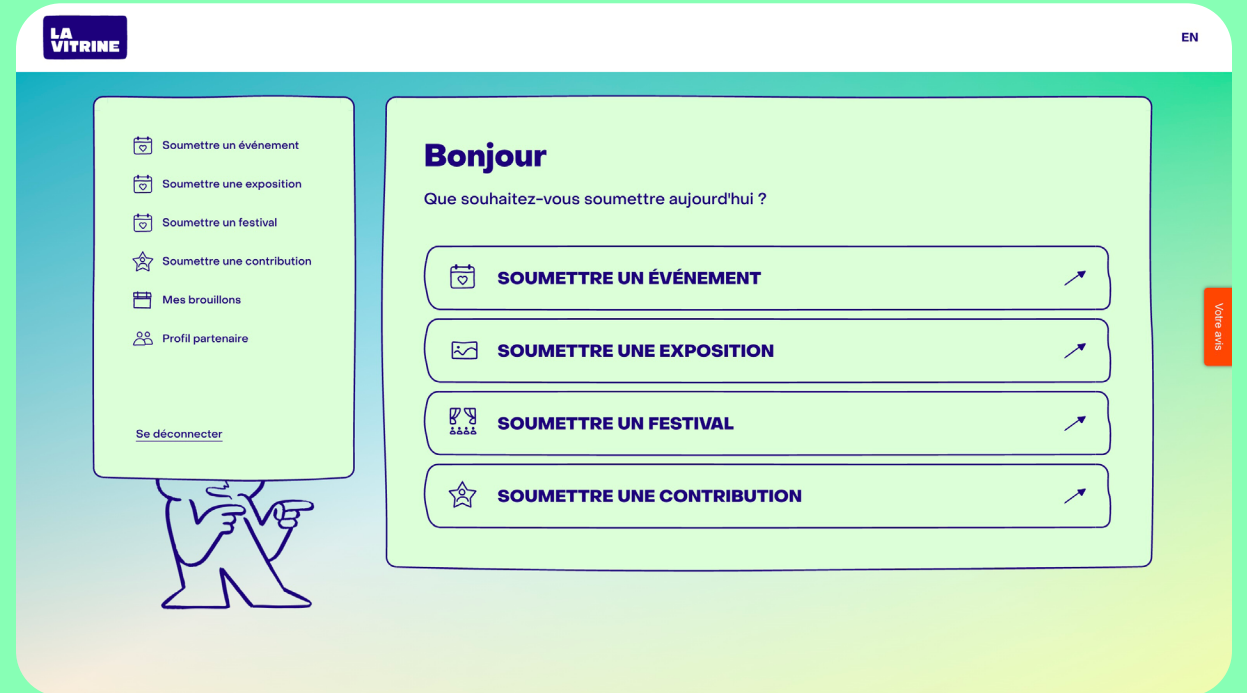 LA
VITRINE
EN
Soumettre un événement
Soumettre une exposition
Soumettre un festival
Soumettre une contribution
Mes brouillons
Profil partenaire
Se déconnecter
Bonjour
Que souhaitez-vous soumettre aujourd'hui ?
SOUMETTRE UN ÉVÉNEMENT
SOUMETTRE UNE EXPOSITION
SOUMETTRE UN FESTIVAL
SOUMETTRE UNE CONTRIBUTION
Votre avis